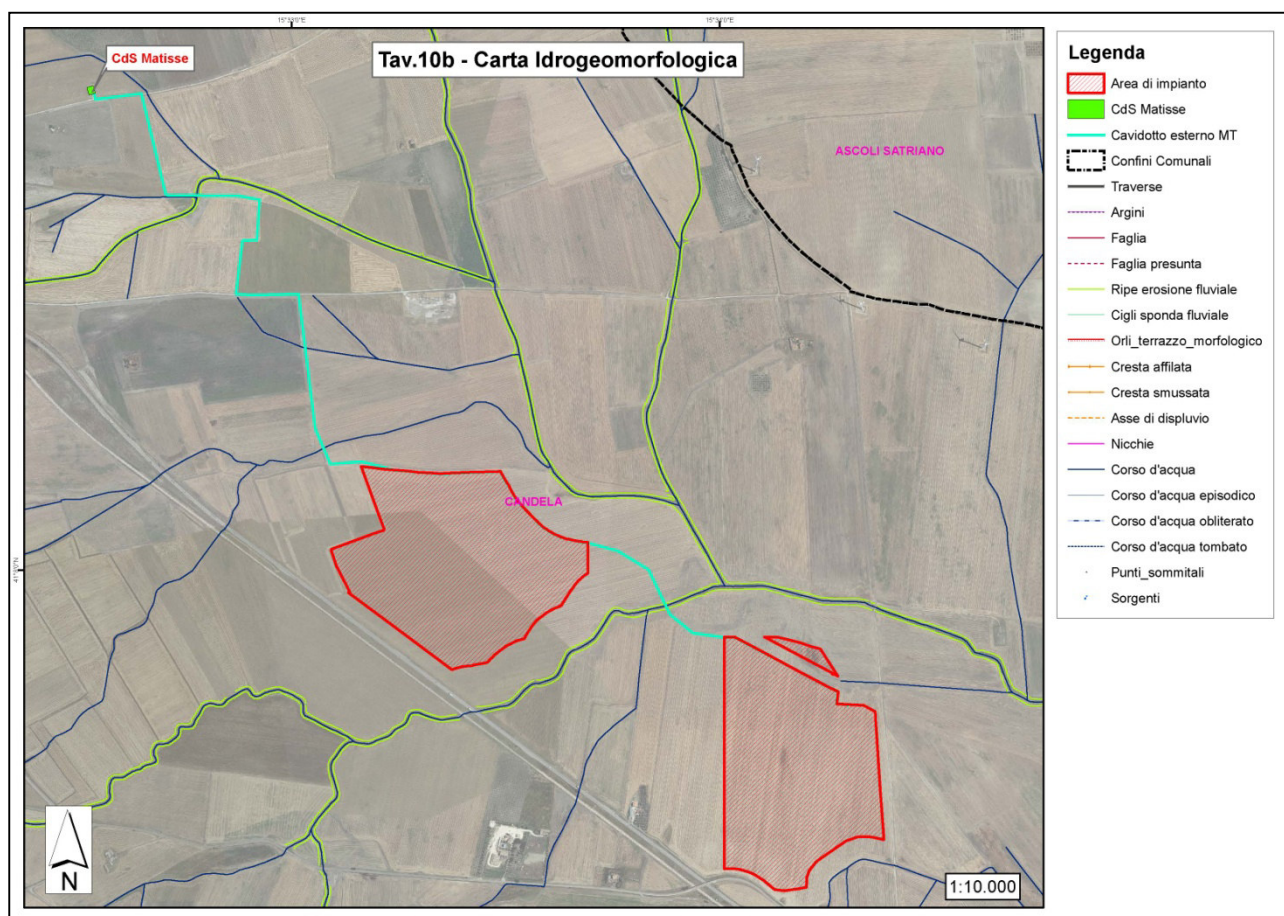 Tav.10b - Carta Idrogeomorfologica
CdS Matisse
ASCOLI SATRIANO
CANDELA
N
1:10.000
Legenda
Area di impianto
CdS Matisse
Cavidotto esterno MT
Confini Comunali
Traverse
Argini
Faglia
Faglia presunta
Ripe erosione fluviale
Cigli sponda fluviale
Orli_terrazzo_morfologico
Cresta affilata
Cresta smussata
Asse di displuvio
Nicchie
Corso d'acqua
Corso d'acqua episodico
Corso d'acqua obliterato
Corso d'acqua tombato
Punti_sommitali
Sorgenti